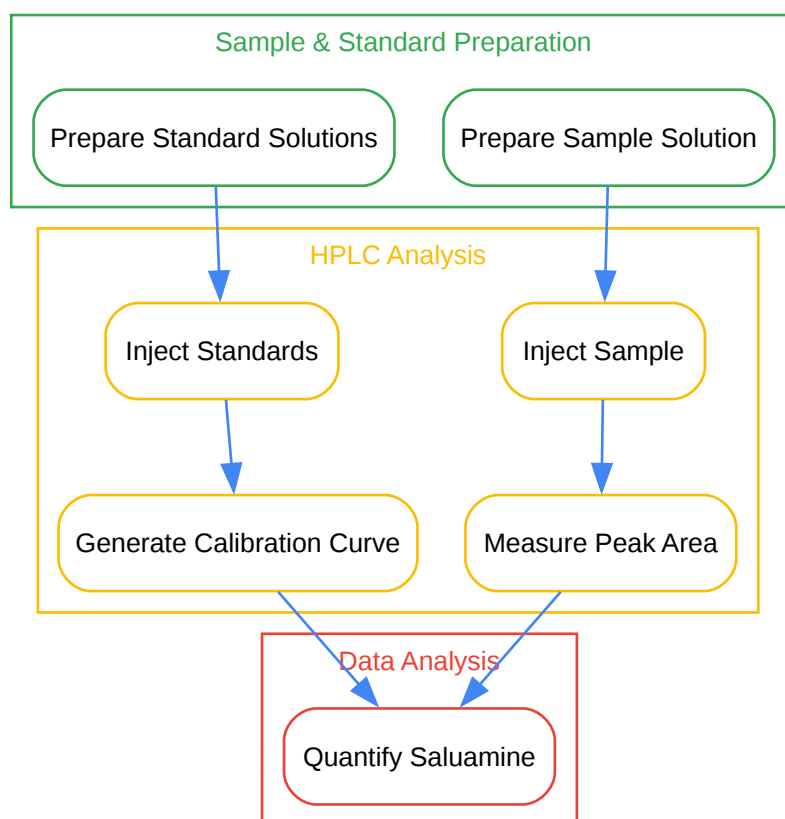 Sample & Standard Preparation
Prepare Standard Solutions
Prepare Sample Solution
HPLC Analysis
Inject Standards
Inject Sample
Generate Calibration Curve
Measure Peak Area
Data Analysis
Quantify Saluamine